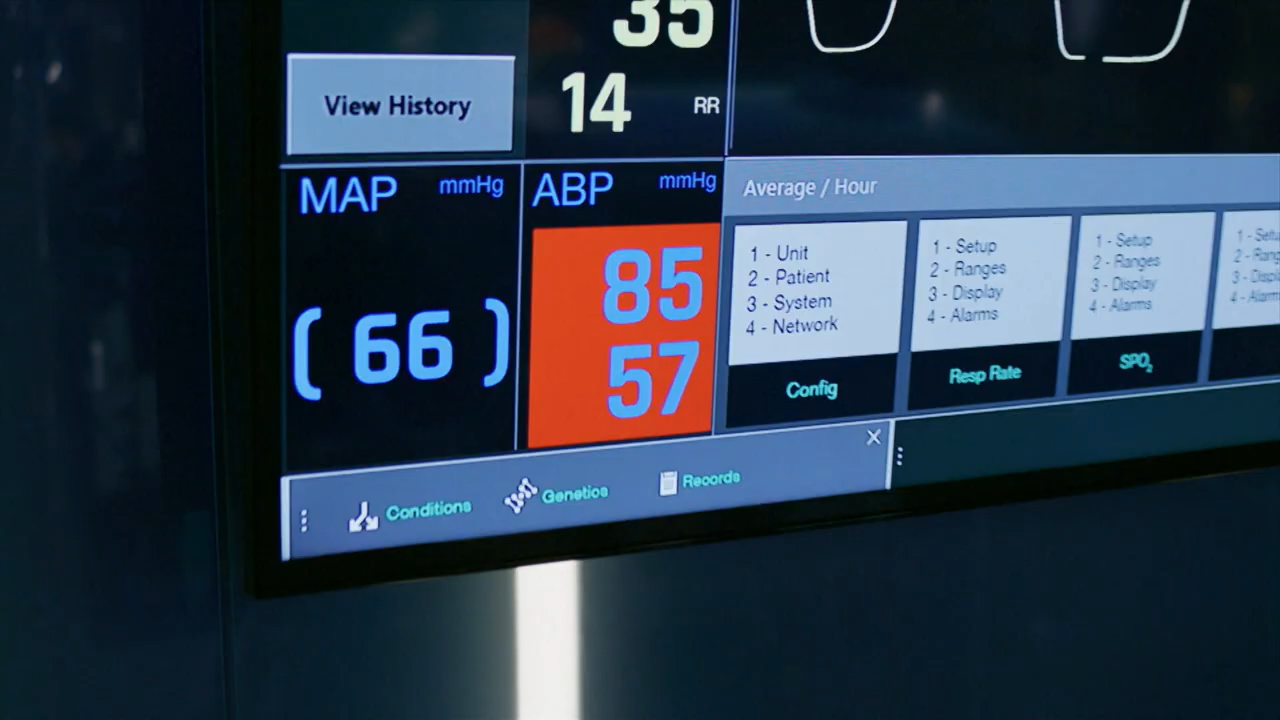 35
View History
14 RR
MAP mmHg
ABP mmHg
(66)
85
57
Average / Hour
1 - Unit
2 - Patient
3 - System
4 - Network
Config
1 - Setup
2 - Ranges
3 - Display
4 - Alarms
Resp Rate
1 - Setup
2 - Ranges
3 - Display
4 - Alarms
SPO₂
Conditions
Genetics
Records